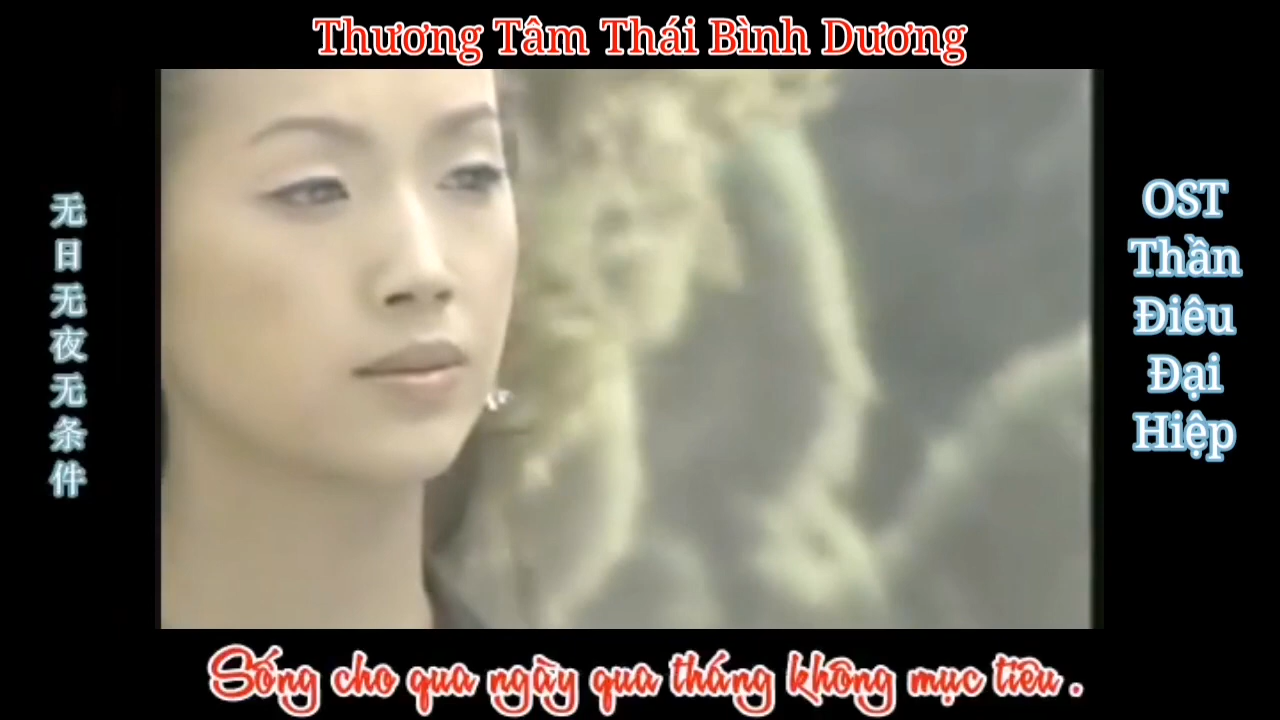 Thương Tâm Thái Bình Dương
无日无夜无条件
OST
Thần
Điêu
Đại
Hiệp
Sống cho qua ngày qua tháng không mục tiêu .